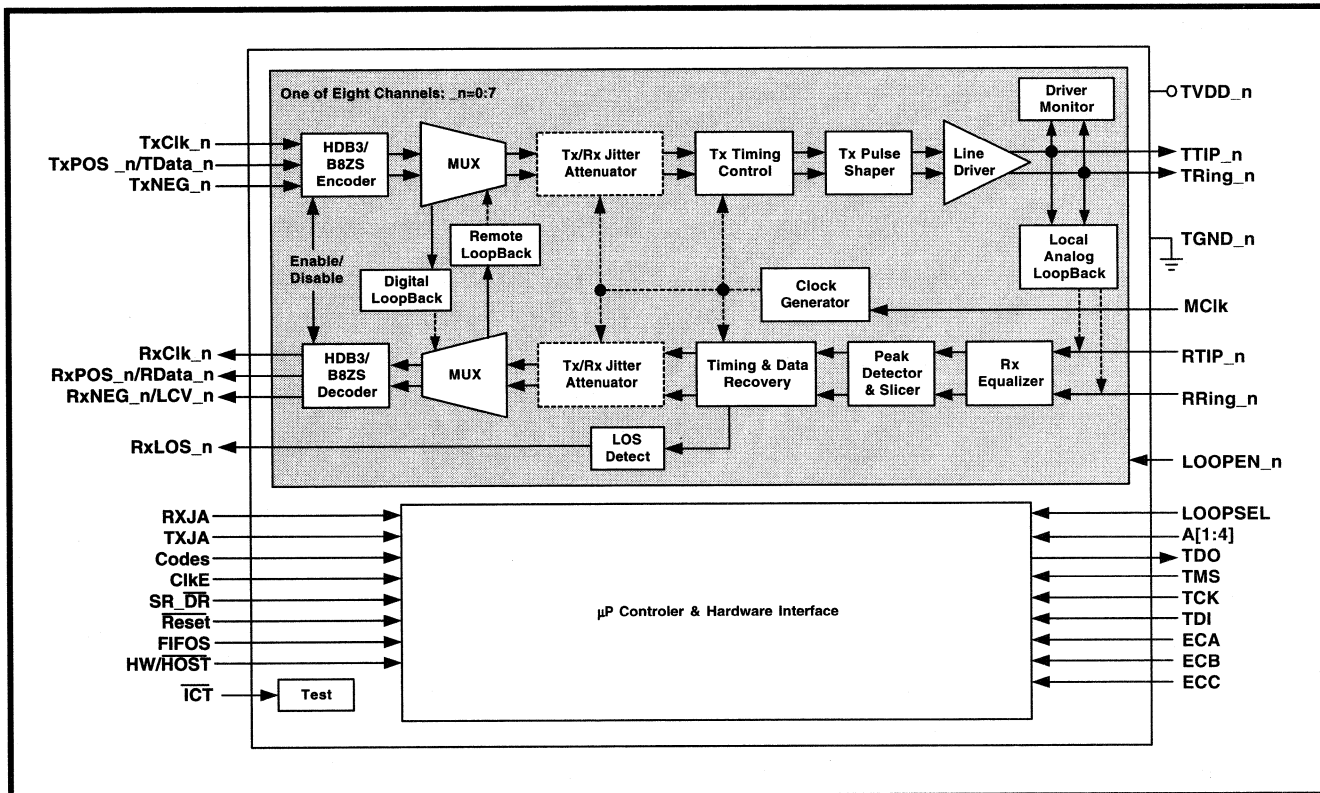 One of Eight Channels; _n=0:7
Driver
Monitor
TVDD_n
TxClk_n
TxPOS _n/TData_n
TxNEG_n
HDB3/
B8ZS
Encoder
MUX
Tx/Rx Jitter
Attenuator
Tx Timing
Control
Tx Pulse
Shaper
Line
Driver
TTIP_n
TRing_n
Enable/
Disable
Remote
LoopBack
Digital
LoopBack
Clock
Generator
Local
Analog
LoopBack
TGND_n
MClk
RxClk_n
RxPOS_n/RData_n
RxNEG_n/LCV_n
HDB3/
B8ZS
Decoder
MUX
Tx/Rx Jitter
Attenuator
Timing & Data
Recovery
Peak
Detector
& Slicer
Rx
Equalizer
RTIP_n
RRing_n
RxLOS_n
LOS
Detect
LOOPEN_n
RXJA
TXJA
Codes
ClkE
SR_DR
Reset
FIFOS
HW/HOST
ICT
Test
µP Controler & Hardware Interface
LOOPSEL
A[1:4]
TDO
TMS
TCK
TDI
ECA
ECB
ECC